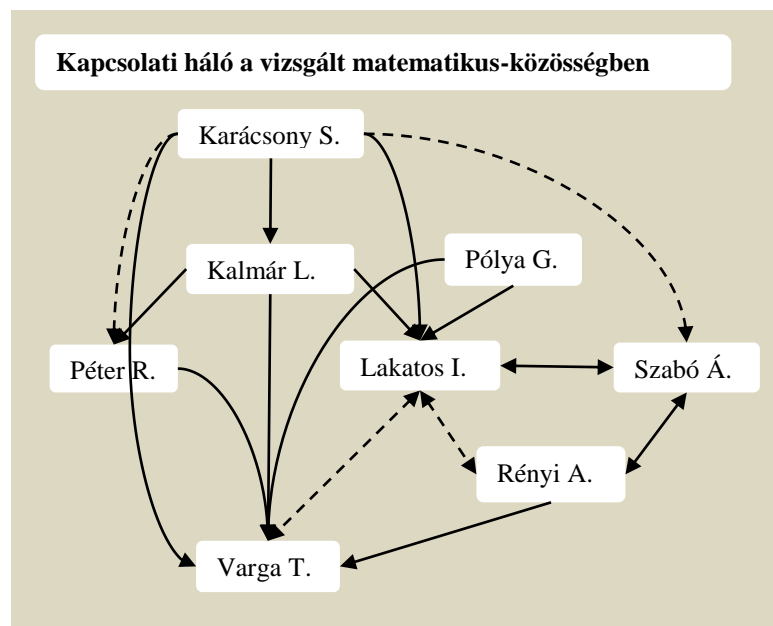 Kapcsolati háló a vizsgált matematikus-közösségben
Karácsony S.
Kalmár L.
Pólya G.
Péter R.
Lakatos I.
Szabó Á.
Rényi A.
Varga T.